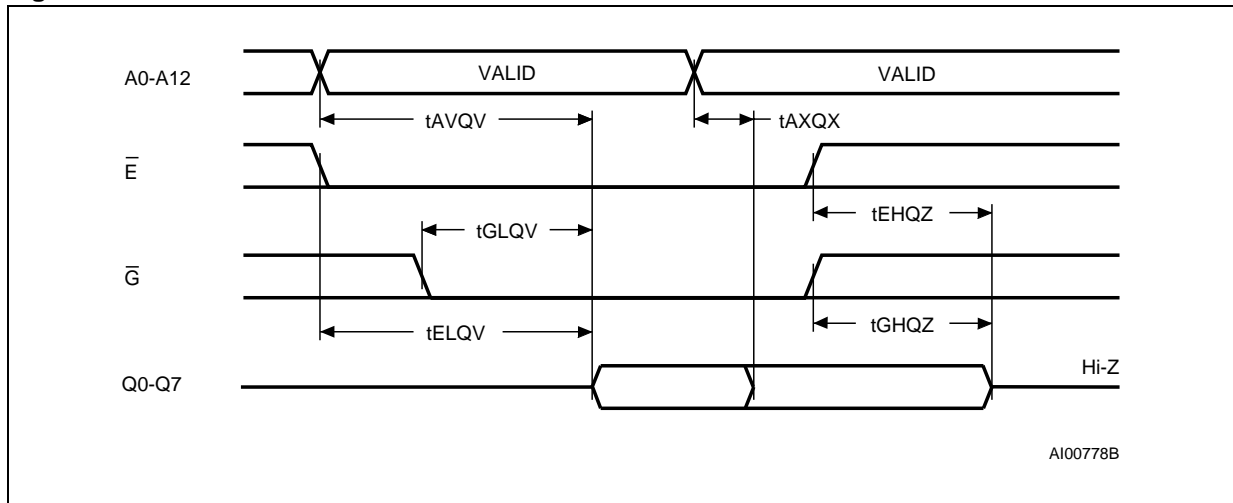 A0-A12
VALID
VALID
tAVQV
tAXQX
E̅
tEHQZ
tGLQV
G̅
tGHQZ
tELQV
Hi-Z
Q0-Q7
AI00778B